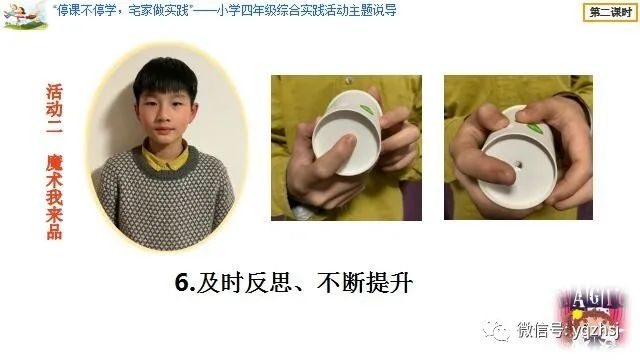 “停课不停学，宅家做实践”——小学四年级综合实践活动主题说导
第二课时
活动二 魔术我来品
6.及时反思、不断提升
MAGIC
微信号: yqzhsj